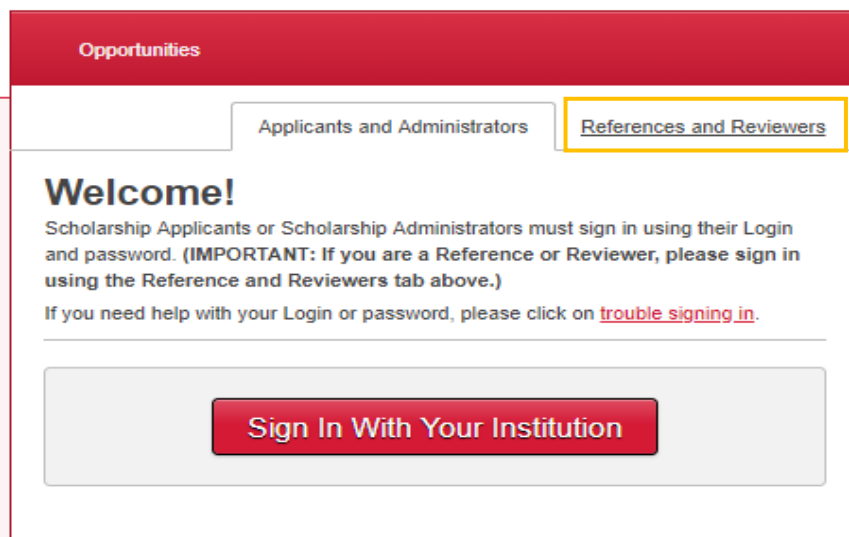 Opportunities
Applicants and Administrators
References and Reviewers
Welcome!
Scholarship Applicants or Scholarship Administrators must sign in using their Login
and password. (IMPORTANT: If you are a Reference or Reviewer, please sign in
using the Reference and Reviewers tab above.)
If you need help with your Login or password, please click on trouble signing in.
Sign In With Your Institution